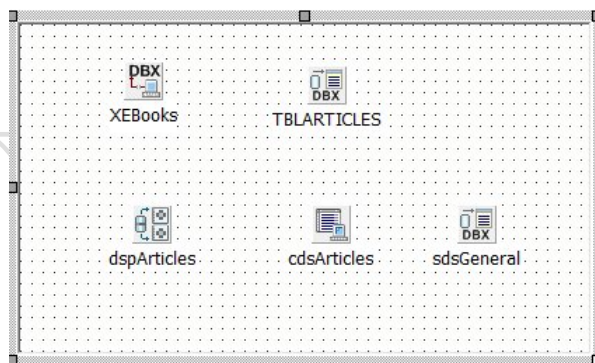 DBX
DBX
XEBooks
TBLARTICLES
DBX
dspArticles
cdsArticles
sdsGeneral